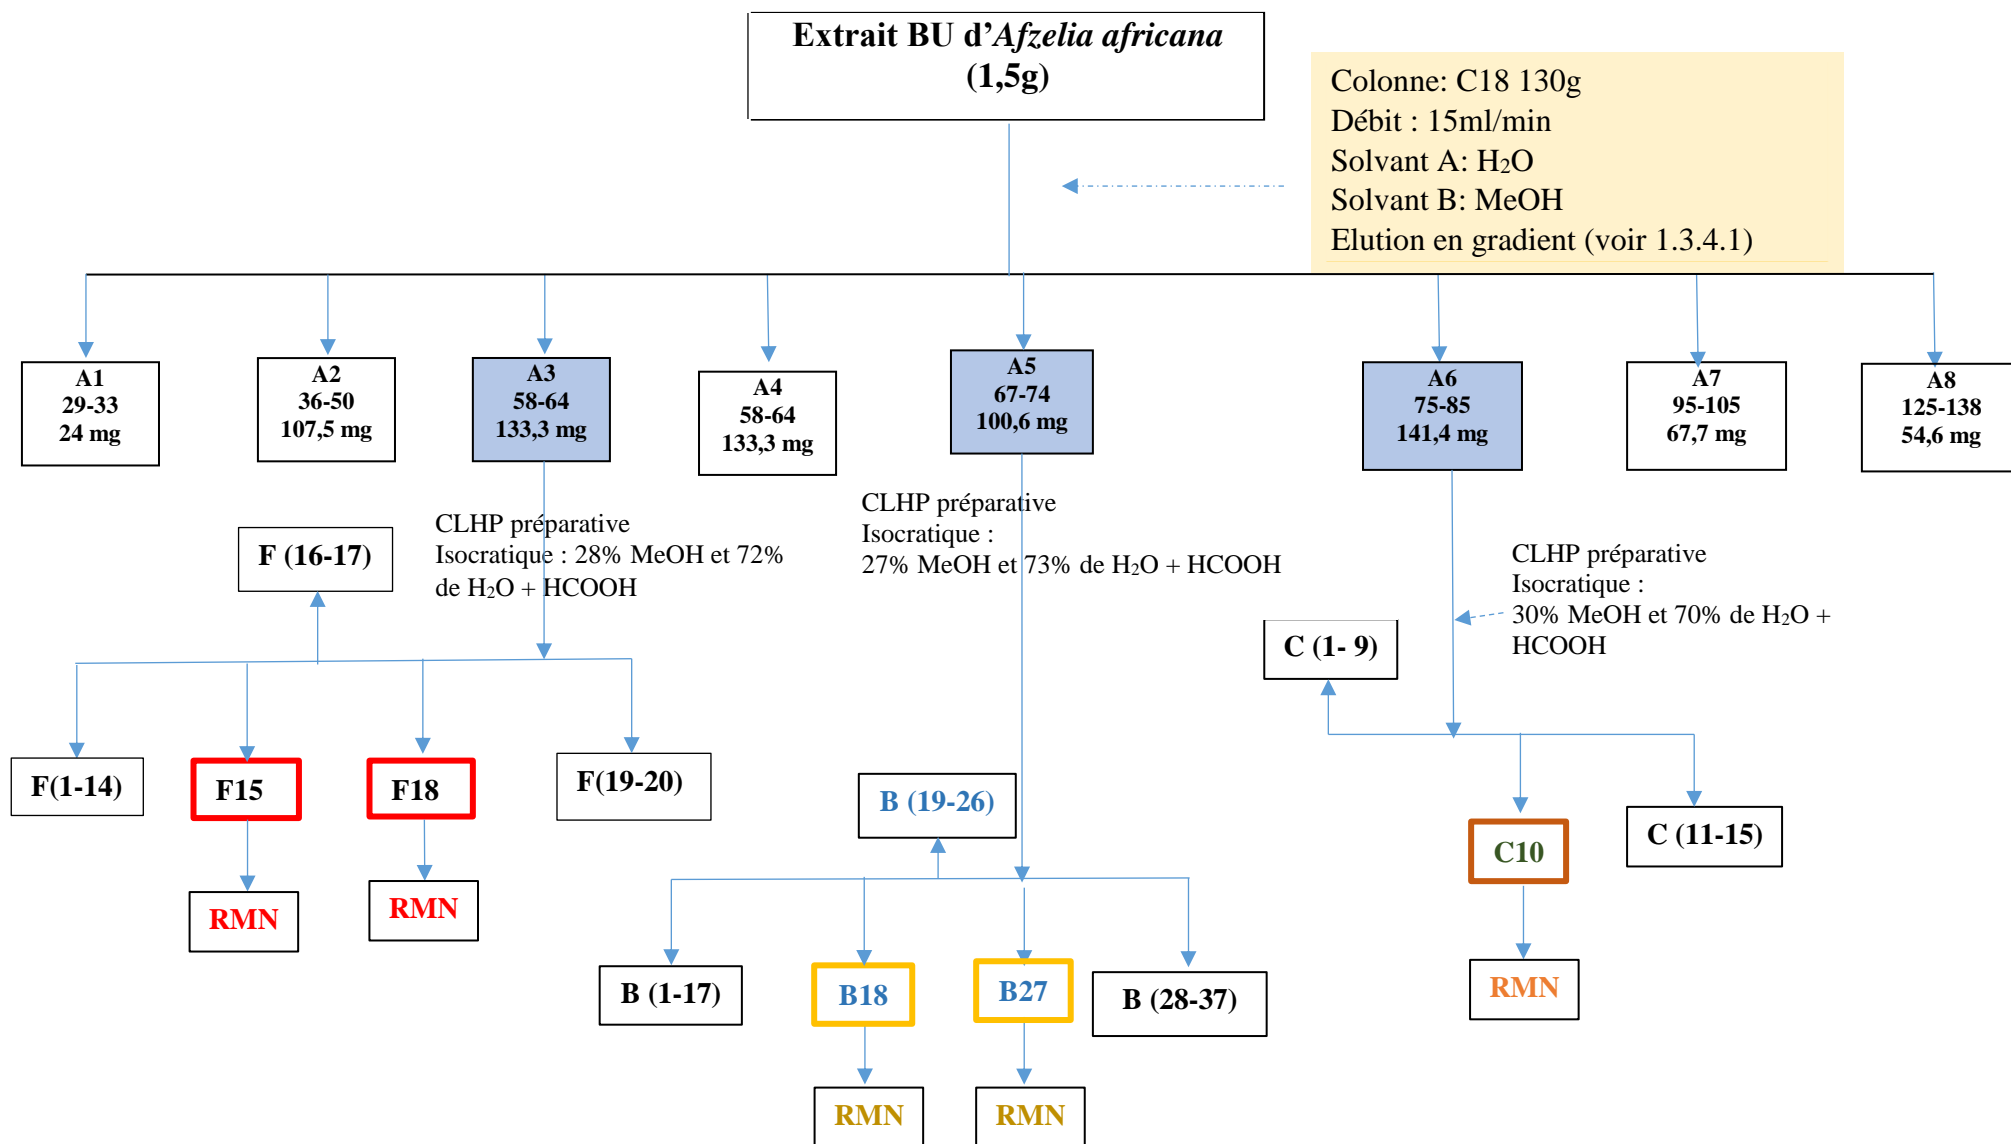 Extrait BU d’Afzelia africana
(1,5g)
Colonne: C18 130g
Débit : 15ml/min
Solvant A: H₂O
Solvant B: MeOH
Elution en gradient (voir 1.3.4.1)
A1
29-33
24 mg
A2
36-50
107,5 mg
A3
58-64
133,3 mg
A4
58-64
133,3 mg
A5
67-74
100,6 mg
A6
75-85
141,4 mg
A7
95-105
67,7 mg
A8
125-138
54,6 mg
CLHP préparative
Isocratique : 28% MeOH et 72%
de H₂O + HCOOH
CLHP préparative
Isocratique :
27% MeOH et 73% de H₂O + HCOOH
CLHP préparative
Isocratique :
30% MeOH et 70% de H₂O +
HCOOH
F (16-17)
F(1-14)
F15
F18
F(19-20)
RMN
RMN
B (19-26)
B (1-17)
B18
B27
B (28-37)
RMN
RMN
C (1- 9)
C10
C (11-15)
RMN